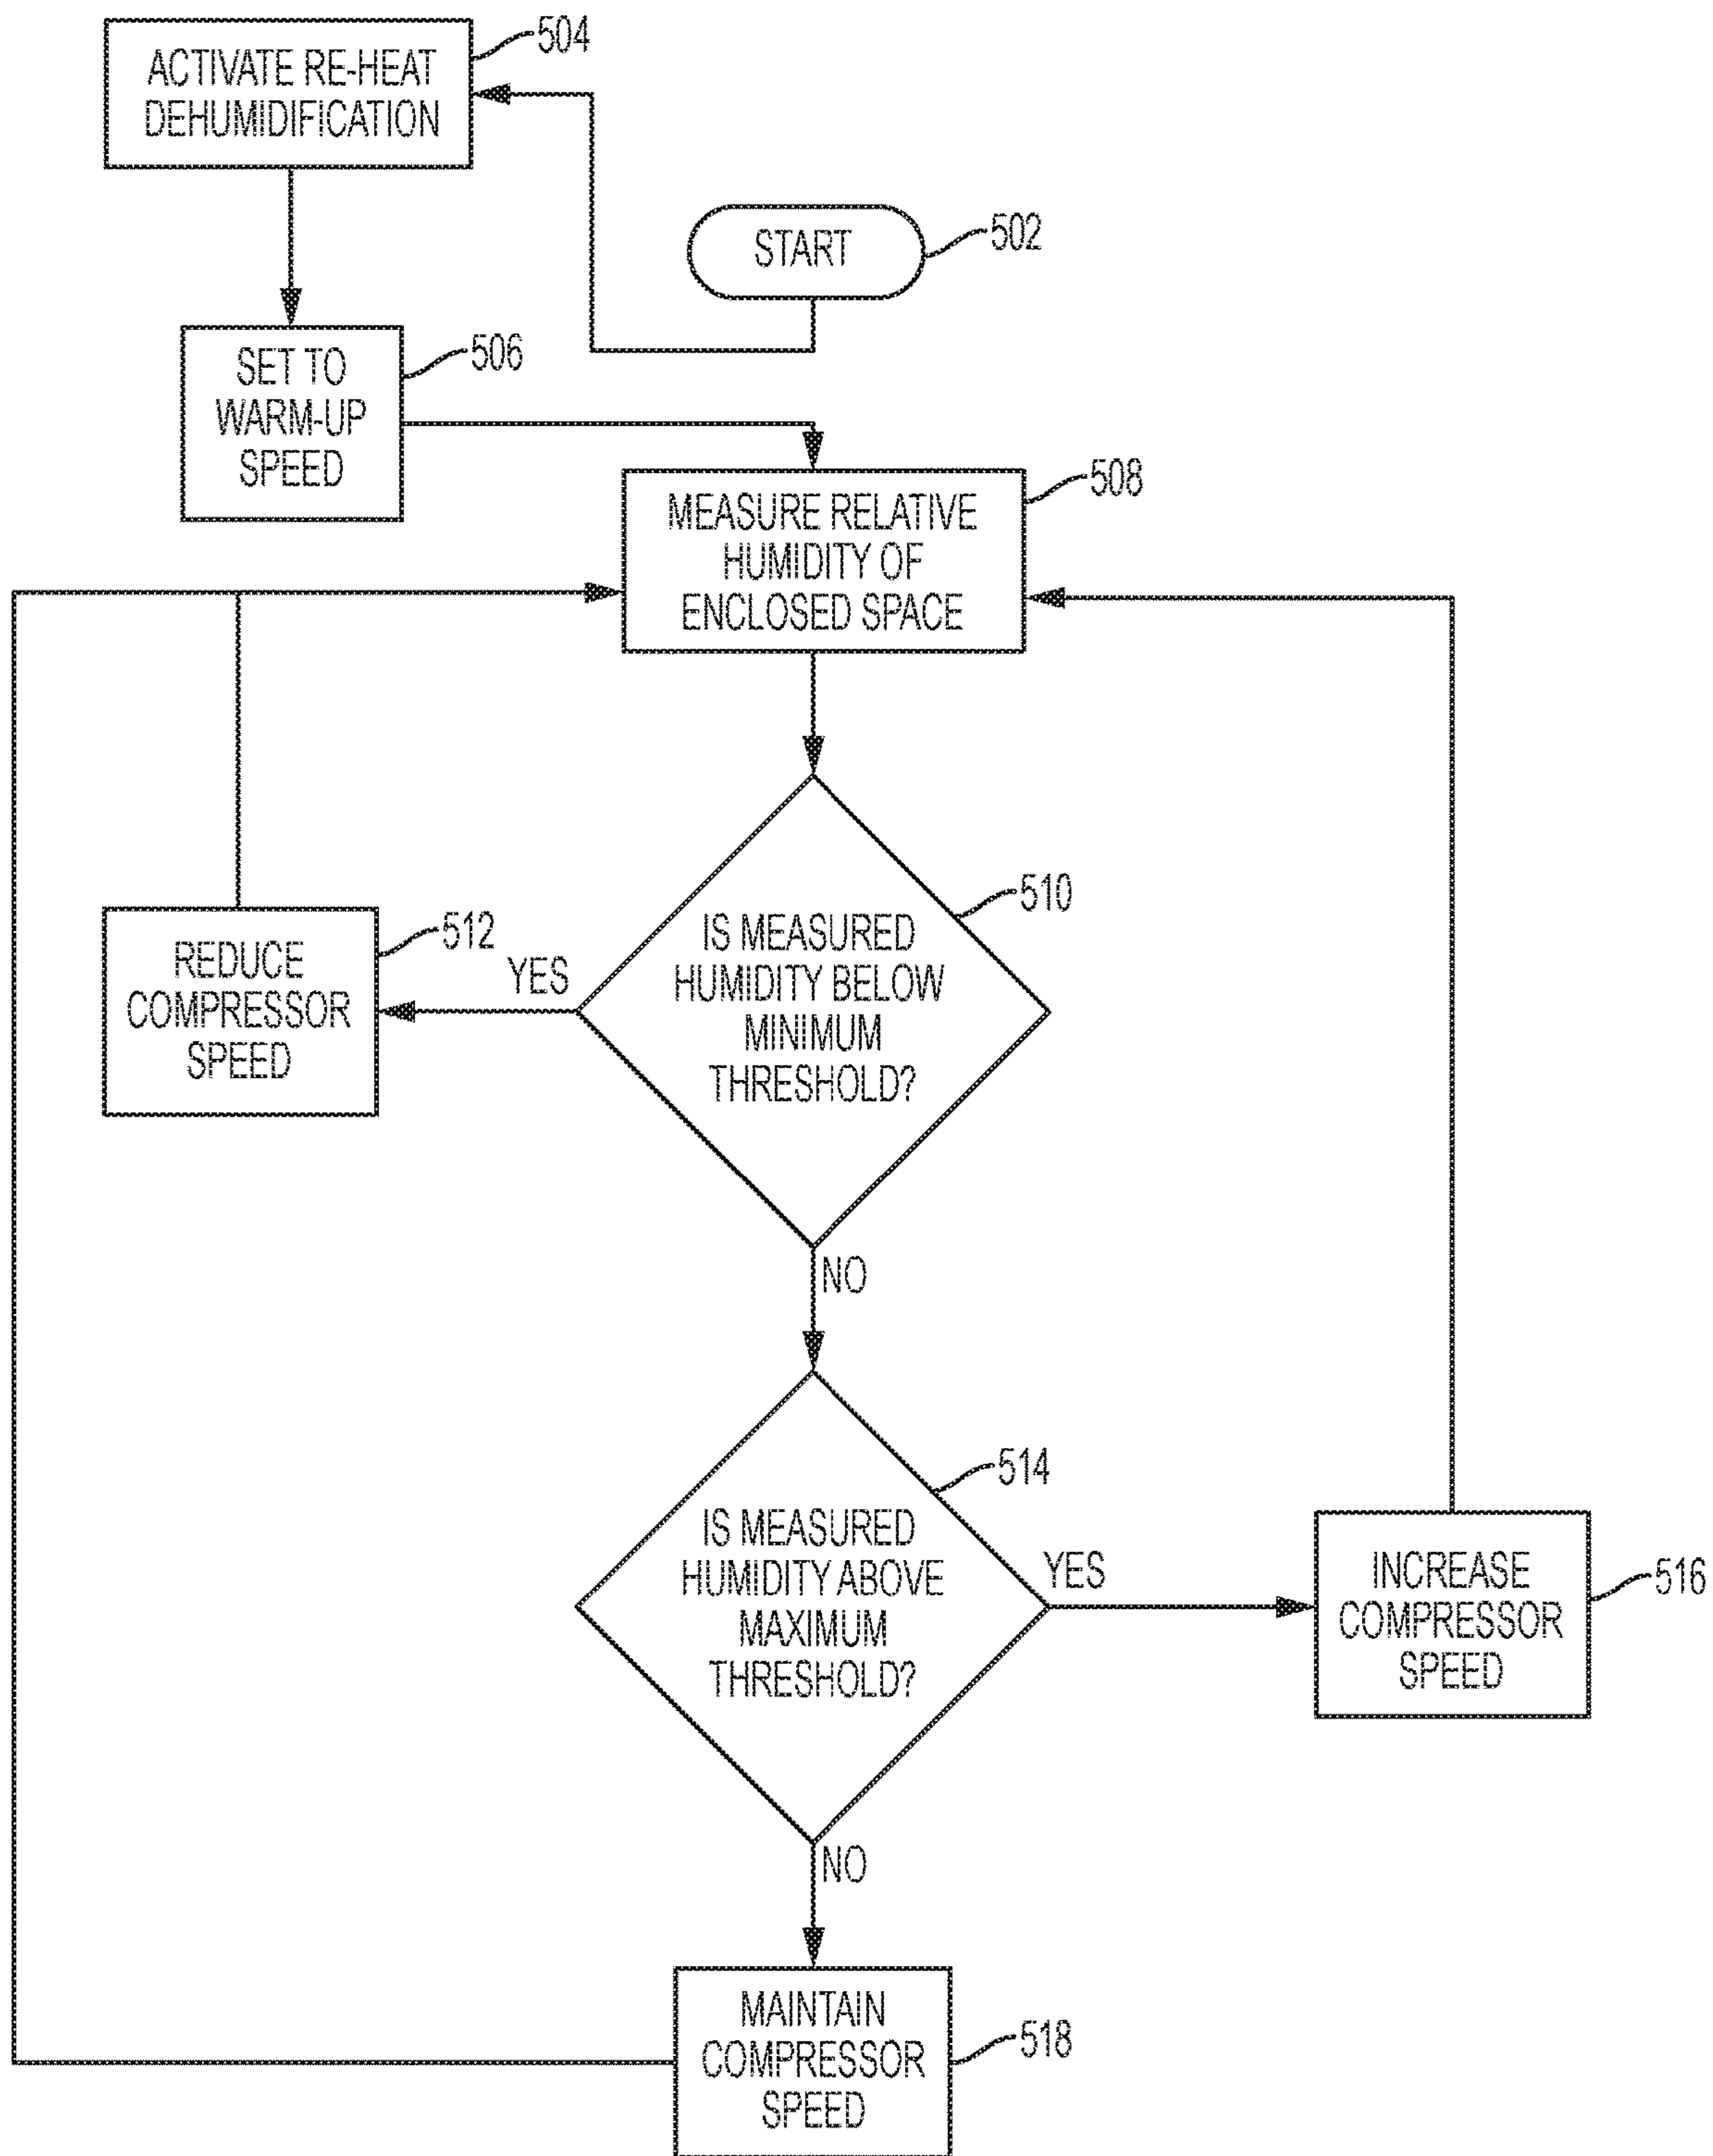 ACTIVATE RE-HEAT
DEHUMIDIFICATION
504
START
502
SET TO
WARM-UP
SPEED
506
MEASURE RELATIVE
HUMIDITY OF
ENCLOSED SPACE
508
IS MEASURED
HUMIDITY BELOW
MINIMUM
THRESHOLD?
510
YES
REDUCE
COMPRESSOR
SPEED
512
NO
IS MEASURED
HUMIDITY ABOVE
MAXIMUM
THRESHOLD?
514
YES
INCREASE
COMPRESSOR
SPEED
516
NO
MAINTAIN
COMPRESSOR
SPEED
518